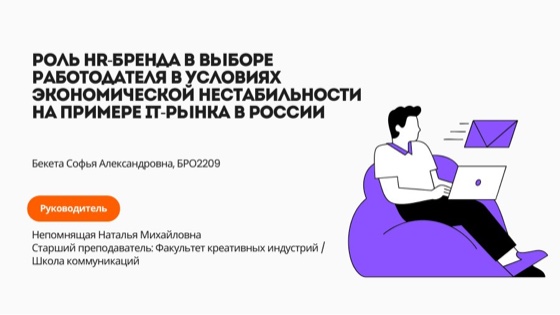 РОЛЬ HR-БРЕНДА В ВЫБОРЕ
РАБОТОДАТЕЛЯ В УСЛОВИЯХ
ЭКОНОМИЧЕСКОЙ НЕСТАБИЛЬНОСТИ
НА ПРИМЕРЕ IT-РЫНКА В РОССИИ
Бекета Софья Александровна, БРО2209
Руководитель
Непомнящая Наталья Михайловна
Старший преподаватель: Факультет креативных индустрий /
Школа коммуникаций